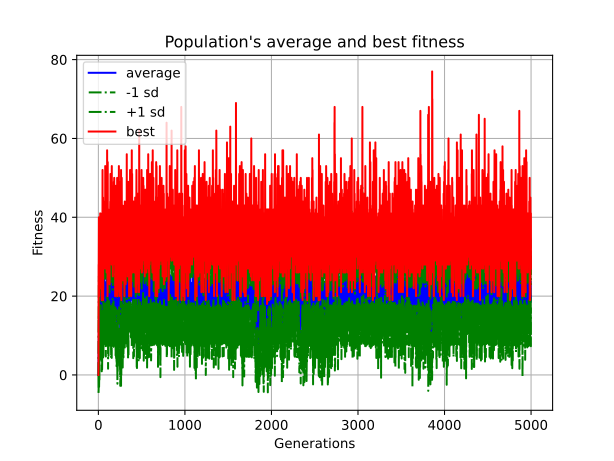 Population's average and best fitness
80
60
40
20
0
Fitness
average
-1 sd
+1 sd
best
0 1000 2000 3000 4000 5000
Generations